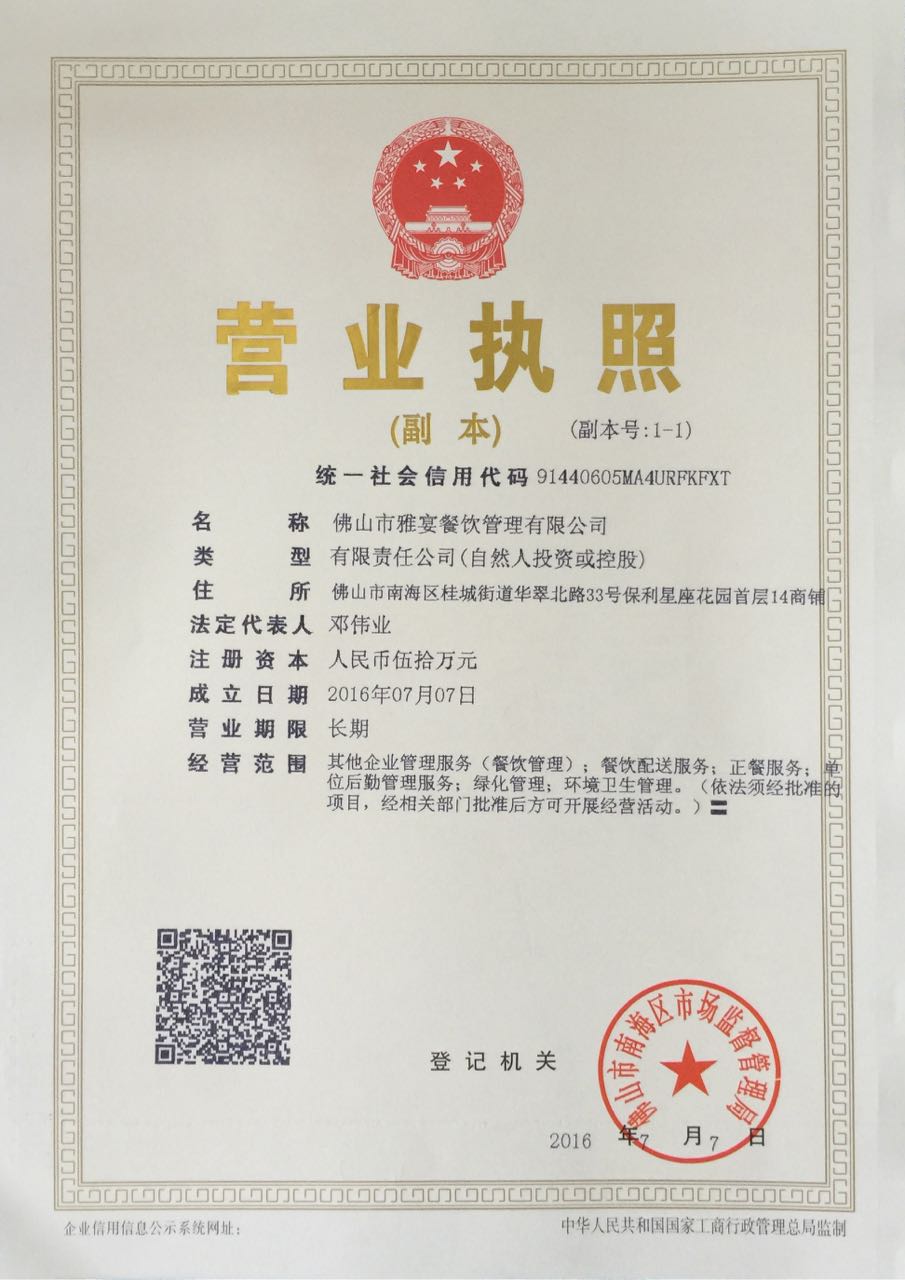 营业执照
(副 本) (副本号:1-1)
统一社会信用代码 91440605MA4URFKFXT
名 称 佛山市雅宴餐饮管理有限公司
类 型 有限责任公司(自然人投资或控股)
住 所 佛山市南海区桂城街道华翠北路33号保利星座花园首层14商铺
法定代表人 邓伟业
注册资本 人民币伍拾万元
成立日期 2016年07月07日
营业期限 长期
经营范围 其他企业管理服务（餐饮管理）；餐饮配送服务；正餐服务；单
位后勤管理服务；绿化管理；环境卫生管理。（依法须经批准的
项目，经相关部门批准后方可开展经营活动。）〓
佛山市南海区市场监督管理局
登记机关
2016 年7 月7 日
企业信用信息公示系统网址：
中华人民共和国国家工商行政管理总局监制